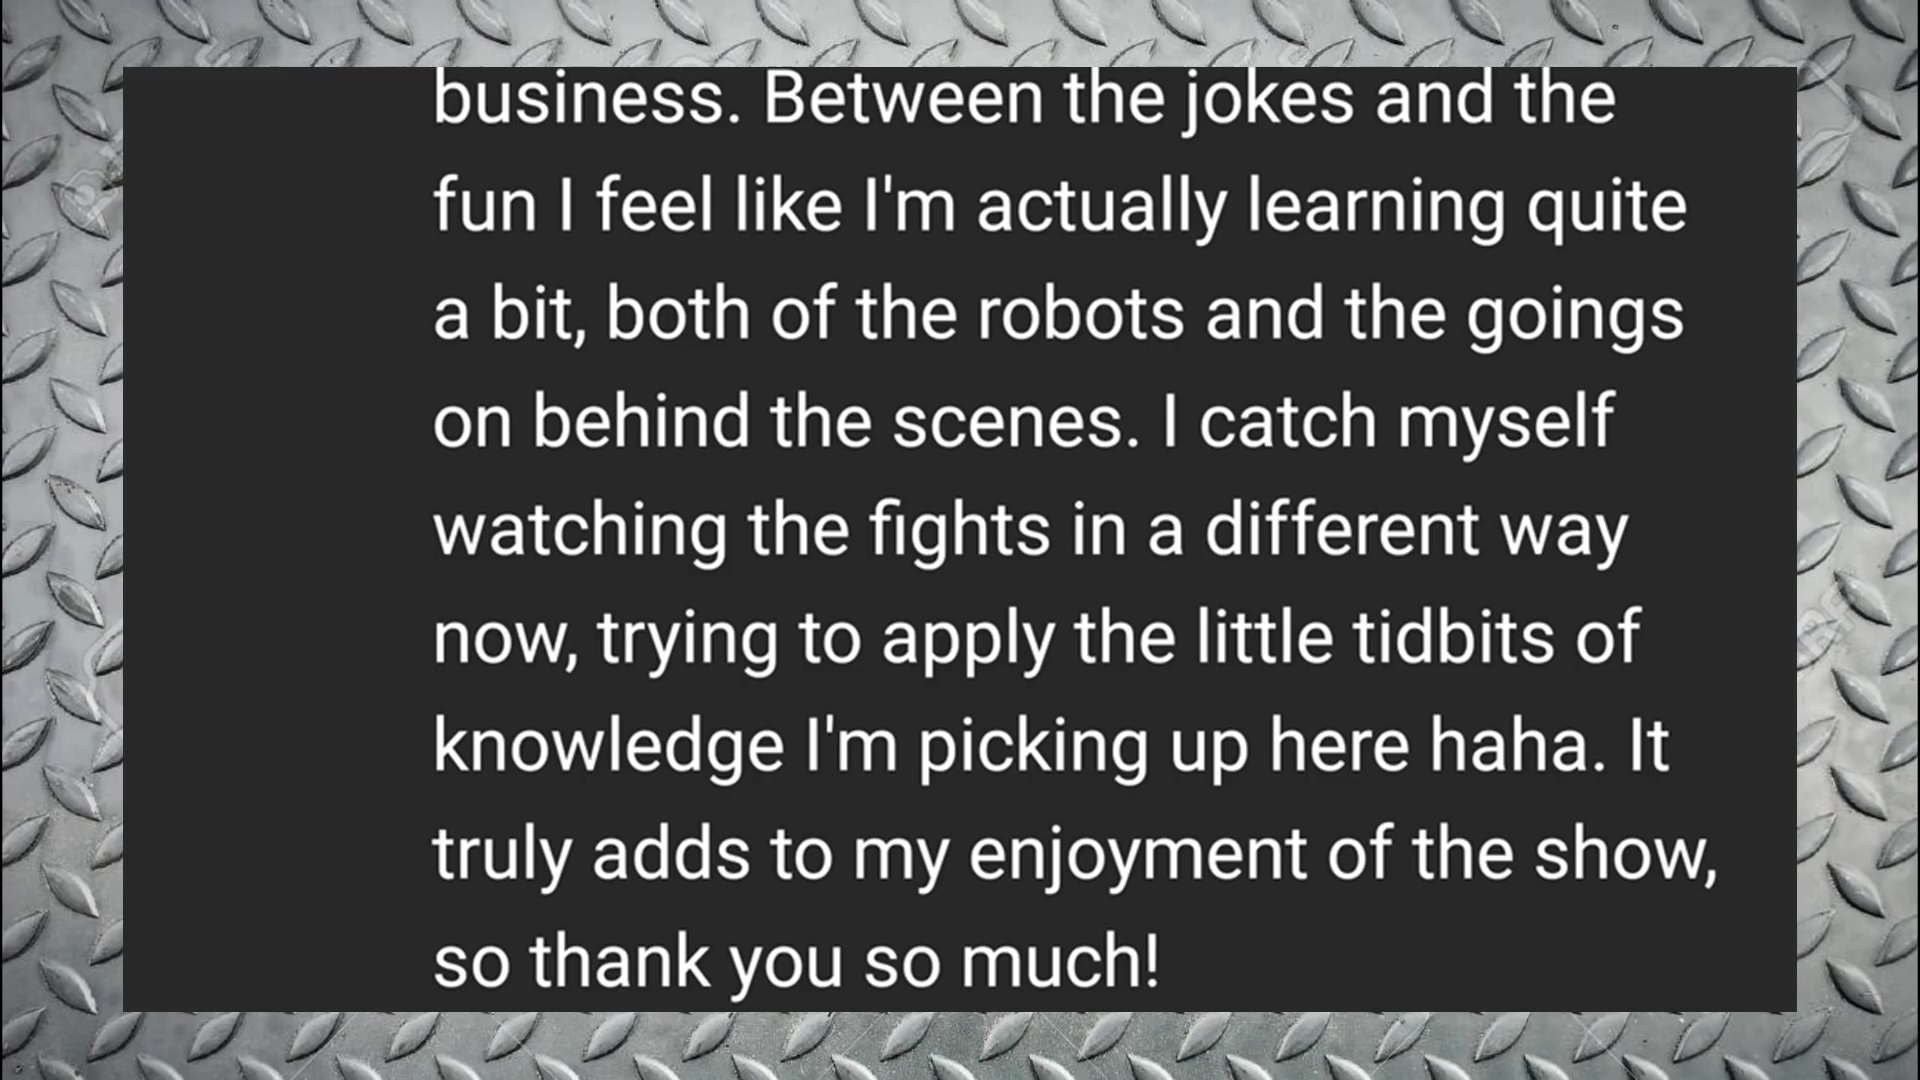 business. Between the jokes and the
fun I feel like I'm actually learning quite
a bit, both of the robots and the goings
on behind the scenes. I catch myself
watching the fights in a different way
now, trying to apply the little tidbits of
knowledge I'm picking up here haha. It
truly adds to my enjoyment of the show,
so thank you so much!